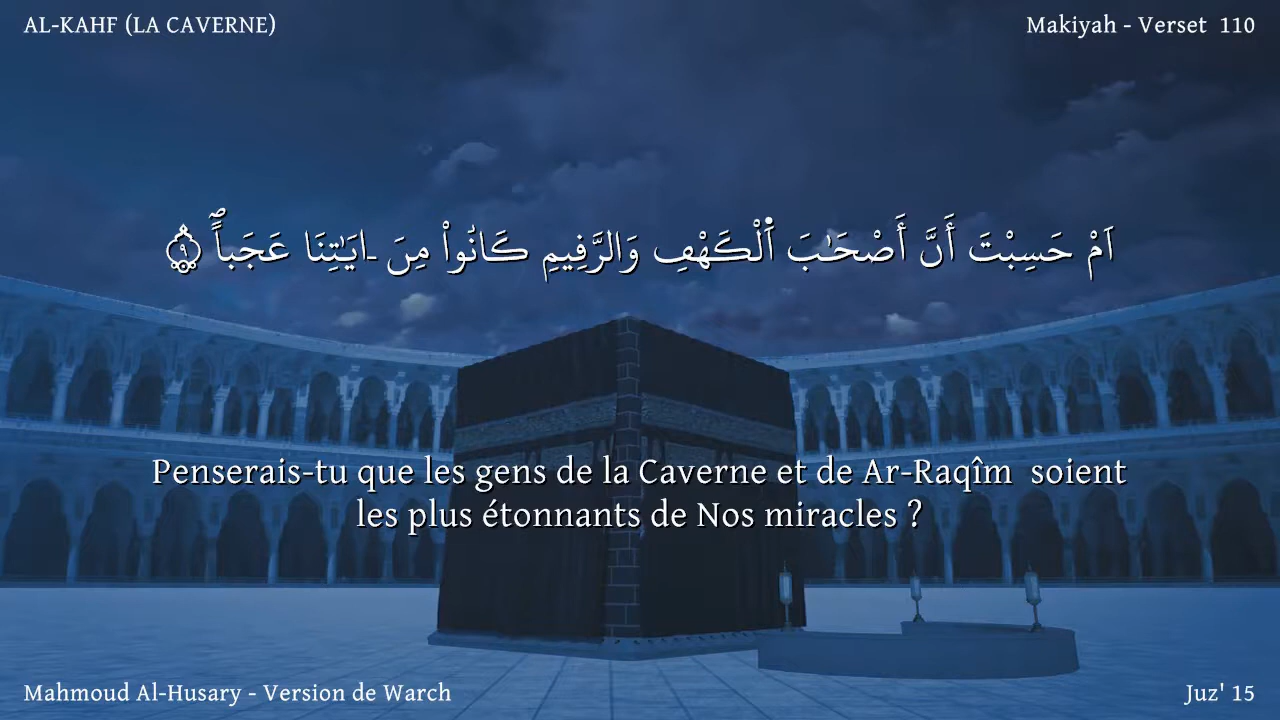 AL-KAHF (LA CAVERNE)
Makiyah - Verset 110
اَمْ حَسِبْتَ أَنَّ أَصْحَٰبَ اَ۬لْكَهْفِ وَالرَّقِيمِ كَانُواْ مِنَ ـايَٰتِنَا عَجَباًۖ ۝٩
Penserais-tu que les gens de la Caverne et de Ar-Raqîm soient
les plus étonnants de Nos miracles ?
Mahmoud Al-Husary - Version de Warch
Juz' 15